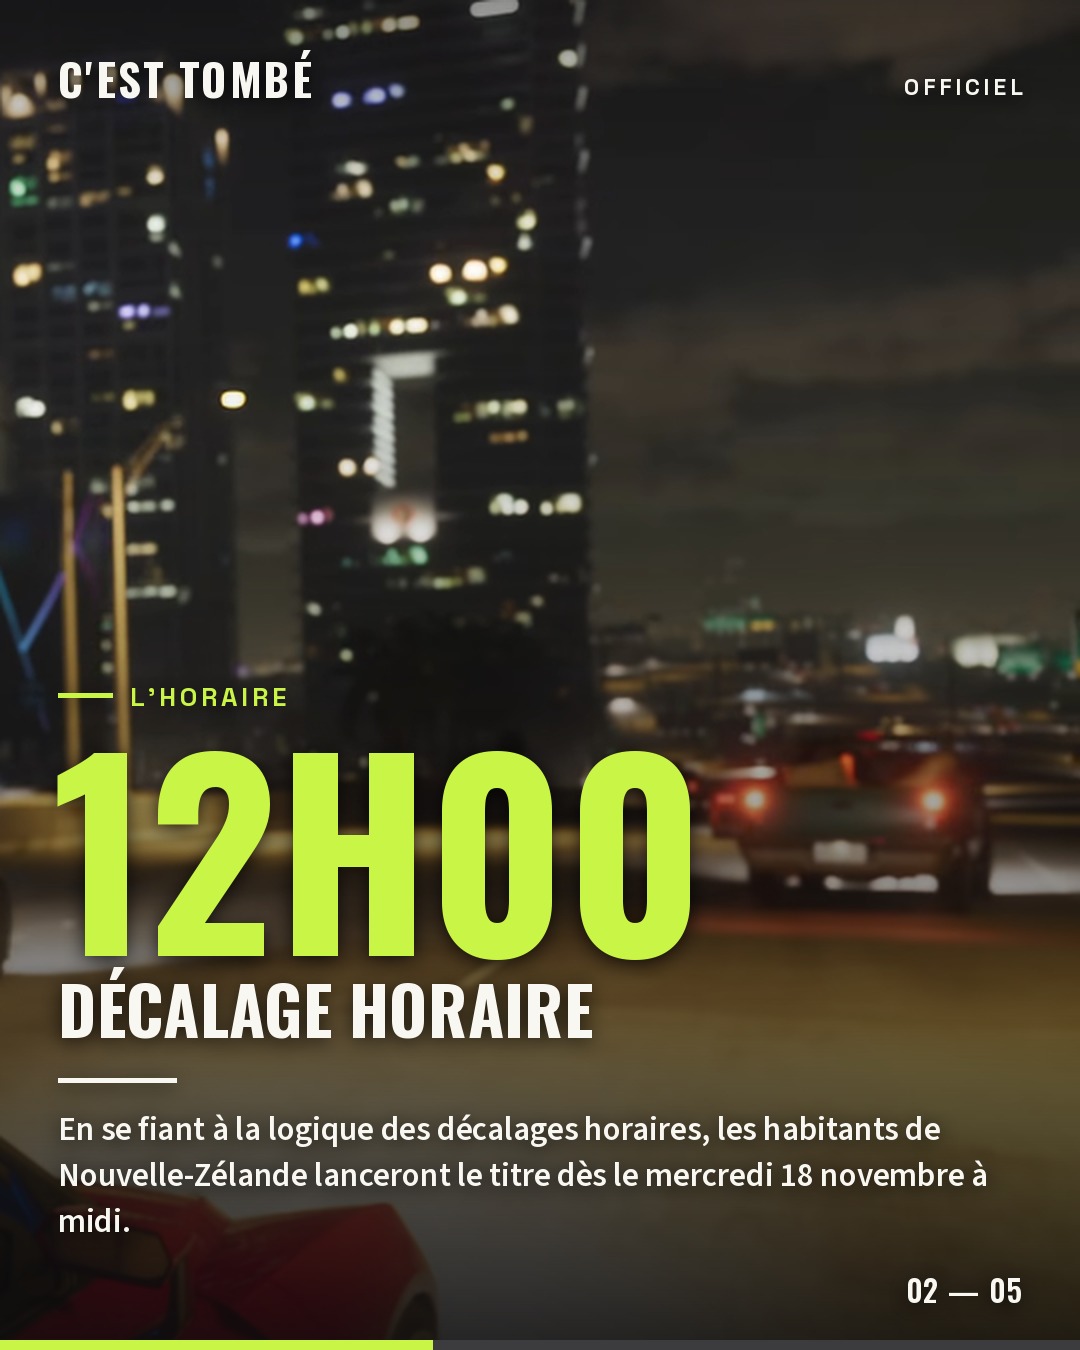 C'EST TOMBÉ
OFFICIEL
L’HORAIRE
12H00
DÉCALAGE HORAIRE
En se fiant à la logique des décalages horaires, les habitants de
Nouvelle-Zélande lanceront le titre dès le mercredi 18 novembre à
midi.
02 — 05